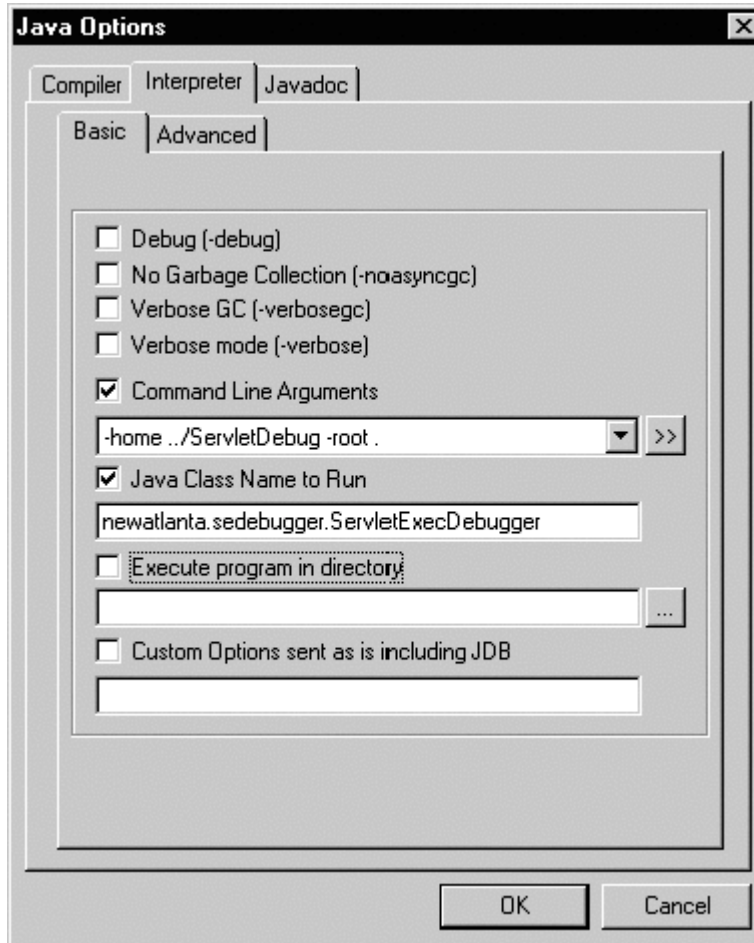 Java Options
Compiler Interpreter Javadoc
Basic Advanced
Debug (-debug)
No Garbage Collection (-noasyncgc)
Verbose GC (-verbosegc)
Verbose mode (-verbose)
Command Line Arguments
-home ../ServletDebug -root . >>
Java Class Name to Run
newatlanta.sedebugger.ServletExecDebugger
Execute program in directory
...
Custom Options sent as is including JDB
OK Cancel